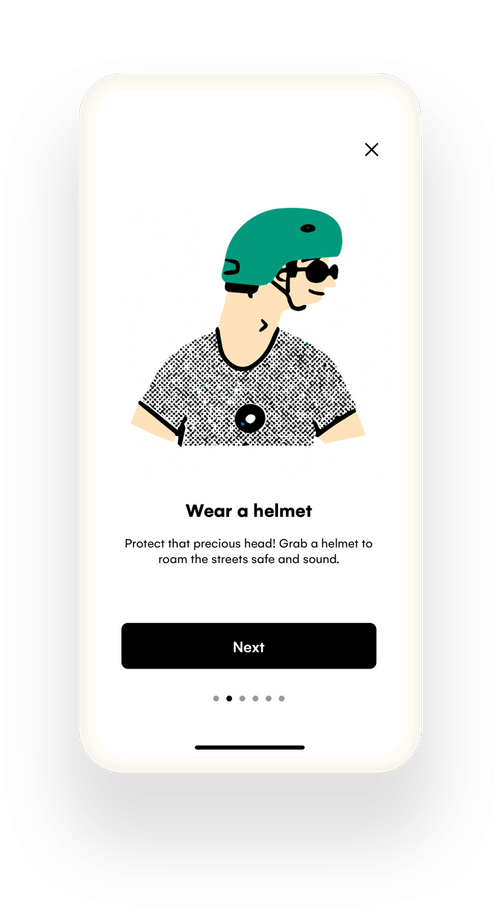 Wear a helmet
Protect that precious head! Grab a helmet to
roam the streets safe and sound.
Next